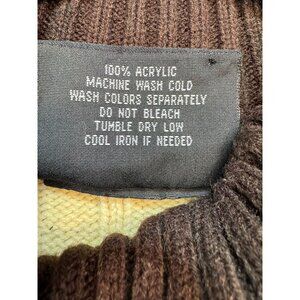 100% ACRYLIC
MACHINE WASH COLD
WASH COLORS SEPARATELY
DO NOT BLEACH
TUMBLE DRY LOW
COOL IRON IF NEEDED